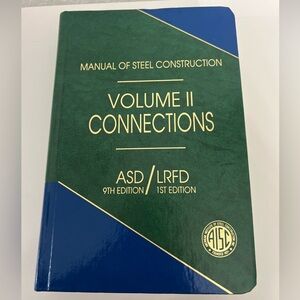 MANUAL OF STEEL CONSTRUCTION
VOLUME II
CONNECTIONS
ASD / LRFD
9TH EDITION 1ST EDITION
AISC